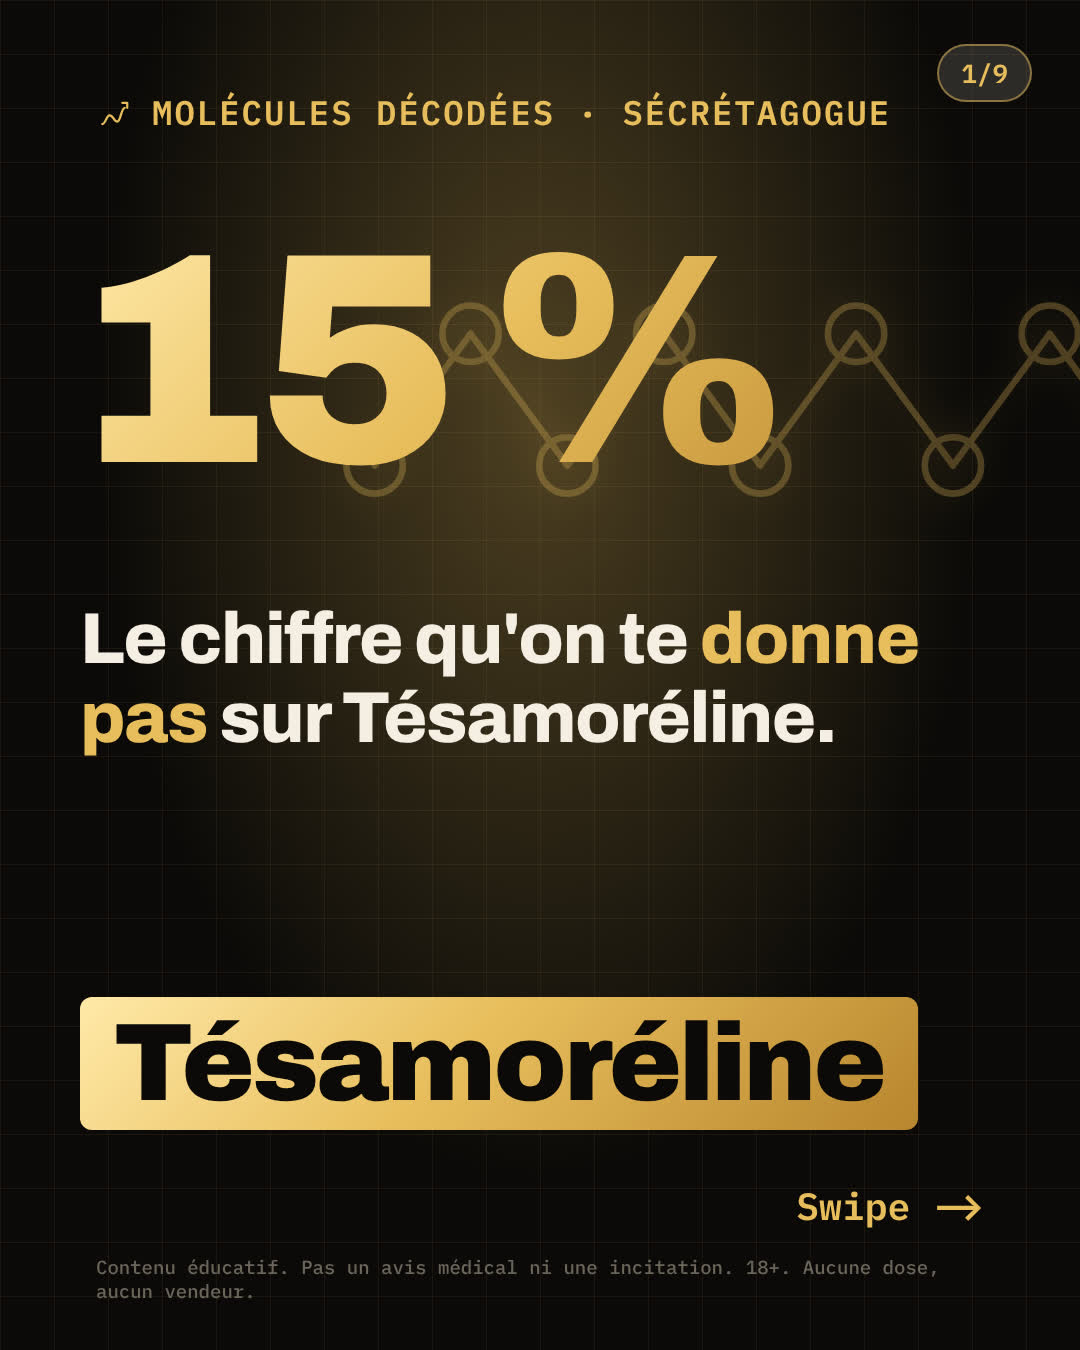 1/9
MOLÉCULES DÉCODÉES · SÉCRÉTAGOGUE
15%
Le chiffre qu'on te donne
pas sur Tésamoréline.
Tésamoréline
Swipe →
Contenu éducatif. Pas un avis médical ni une incitation. 18+. Aucune dose,
aucun vendeur.